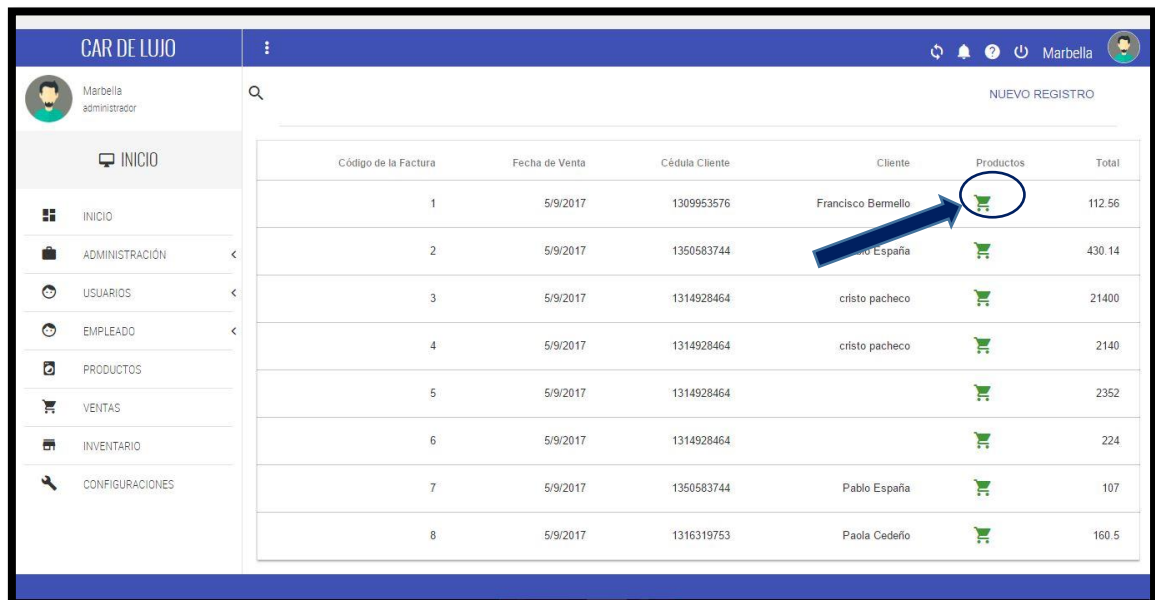 CAR DE LUJO
Marbella
Marbella
administrador
NUEVO REGISTRO
INICIO
INICIO
ADMINISTRACIÓN
USUARIOS
EMPLEADO
PRODUCTOS
VENTAS
INVENTARIO
CONFIGURACIONES
Código de la Factura Fecha de Venta Cédula Cliente Cliente Productos Total
1 5/9/2017 1309953576 Francisco Bermello 112.56
2 5/9/2017 1350583744 España 430.14
3 5/9/2017 1314928464 cristo pacheco 21400
4 5/9/2017 1314928464 cristo pacheco 2140
5 5/9/2017 1314928464 2352
6 5/9/2017 1314928464 224
7 5/9/2017 1350583744 Pablo España 107
8 5/9/2017 1316319753 Paola Cedeño 160.5